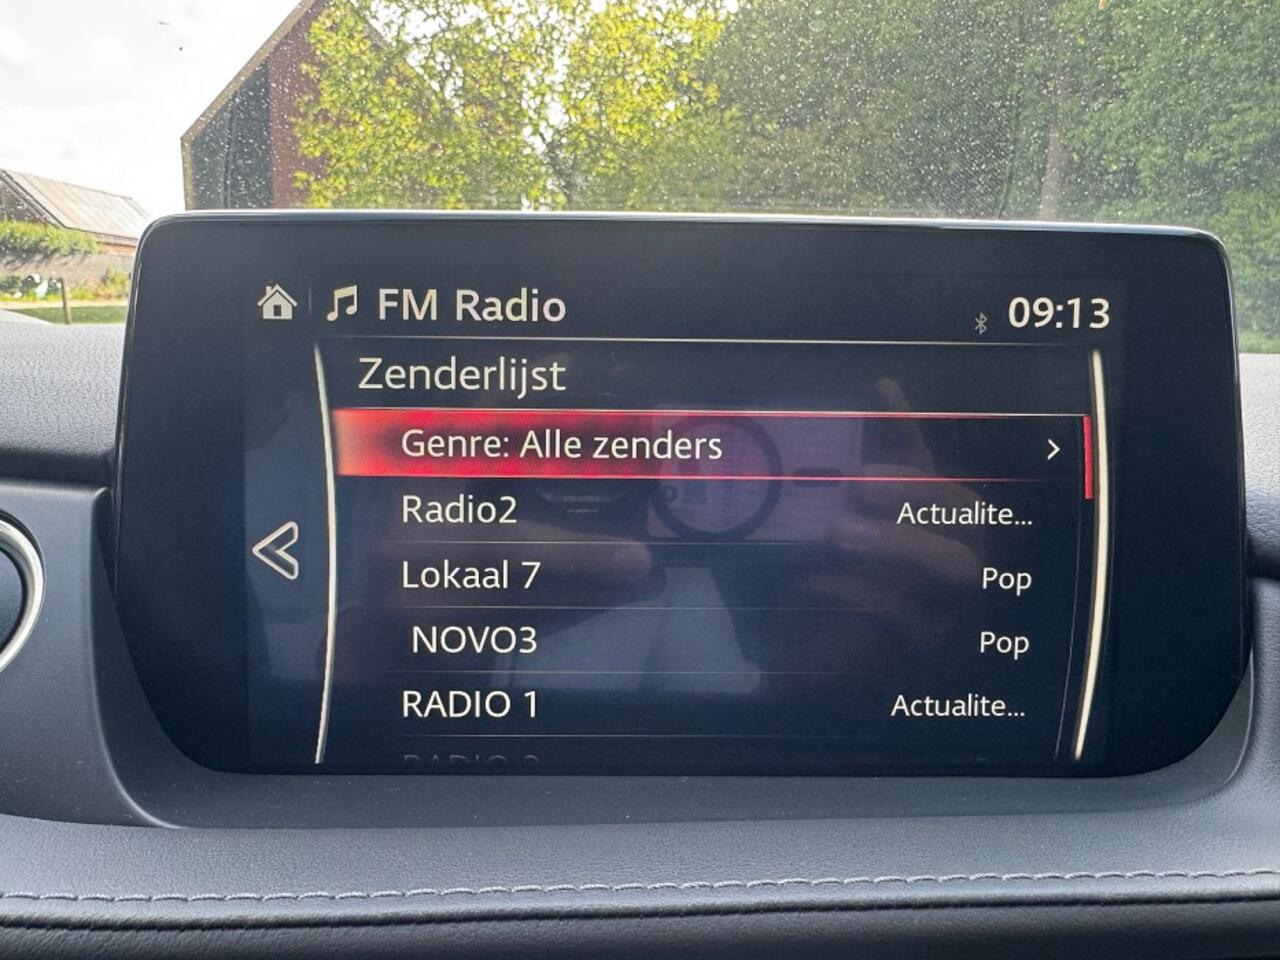 FM Radio
09:13
Zenderlijst
Genre: Alle zenders
Radio2 Actualite...
Lokaal 7 Pop
NOVO3 Pop
RADIO 1 Actualite...